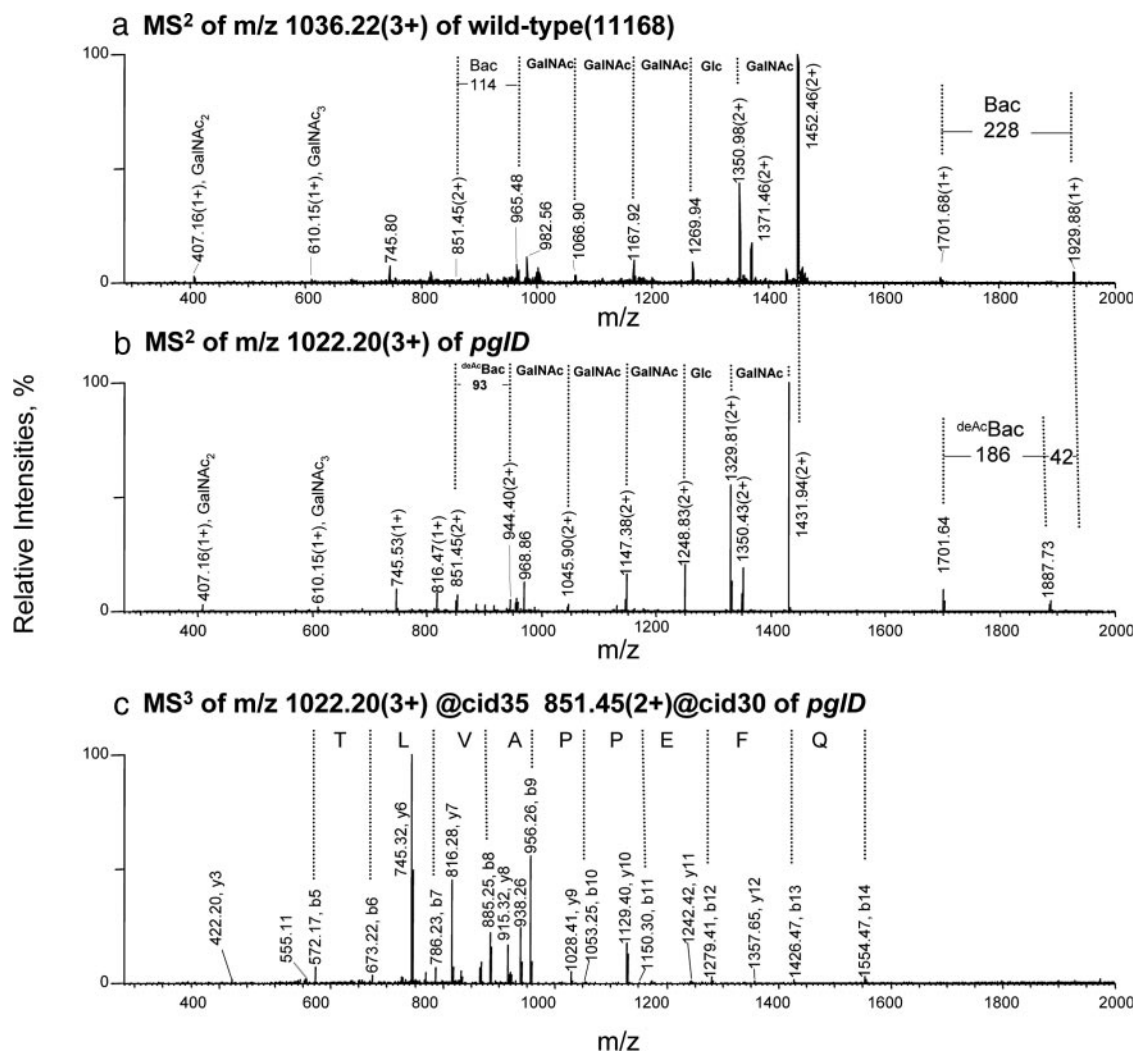 a MS² of m/z 1036.22(3+) of wild-type(11168)
100
50
0
407.16(1+), GalNAc₂
610.15(1+), GalNAc₃
745.80
851.45(2+)
965.48
982.56
1066.90
1167.92
1269.94
1350.98(2+)
1371.46(2+)
1452.46(2+)
1701.68(1+)
1929.88(1+)
Bac
114
GalNAc
GalNAc
GalNAc
Glc
GalNAc
Bac
228
400 600 800 1000 1200 1400 1600 1800 2000
m/z
b MS² of m/z 1022.20(3+) of pglD
100
50
0
407.16(1+), GalNAc₂
610.15(1+), GalNAc₃
745.53(1+)
816.47(1+)
851.45(2+)
944.40(2+)
968.86
1045.90(2+)
1147.38(2+)
1248.83(2+)
1329.81(2+)
1350.43(2+)
1431.94(2+)
1701.64
1887.73
deAcBac
93
GalNAc
GalNAc
GalNAc
Glc
GalNAc
deAcBac
186
42
400 600 800 1000 1200 1400 1600 1800 2000
m/z
Relative Intensities, %
c MS³ of m/z 1022.20(3+) @cid35 851.45(2+)@cid30 of pglD
T L V A P P E F Q
100
50
0
422.20, y3
555.11
572.17, b5
673.22, b6
745.32, y6
786.23, b7
816.28, y7
885.25, b8
915.32, y8
938.26
956.26, b9
1028.41, y9
1053.25, b10
1129.40, y10
1150.30, b11
1242.42, y11
1279.41, b12
1357.65, y12
1426.47, b13
1554.47, b14
600 800 1000 1200 1400 1600 1800 2000
m/z